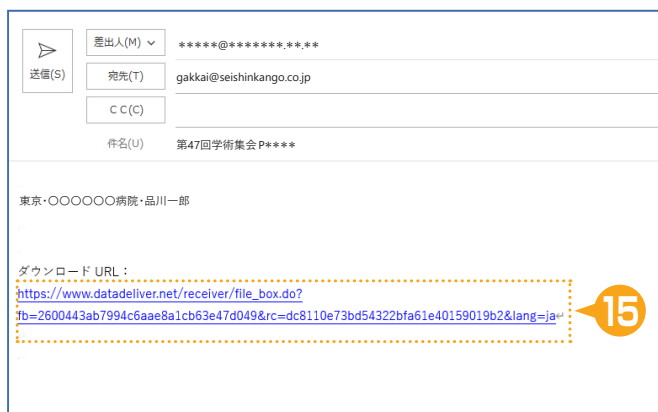 差出人(M)
*****@*******.**.**
送信(S)
宛先(T)
gakkai@seishinkango.co.jp
CC(C)
件名(U)
第47回学術集会P****
東京・〇〇〇〇〇〇病院・品川一郎
ダウンロード URL：
https://www.datadeliver.net/receiver/file_box.do?
fb=2600443ab7994c6aae8a1cb63e47d049&rc=dc8110e73bd54322bfa61e40159019b2&lang=ja↵
15